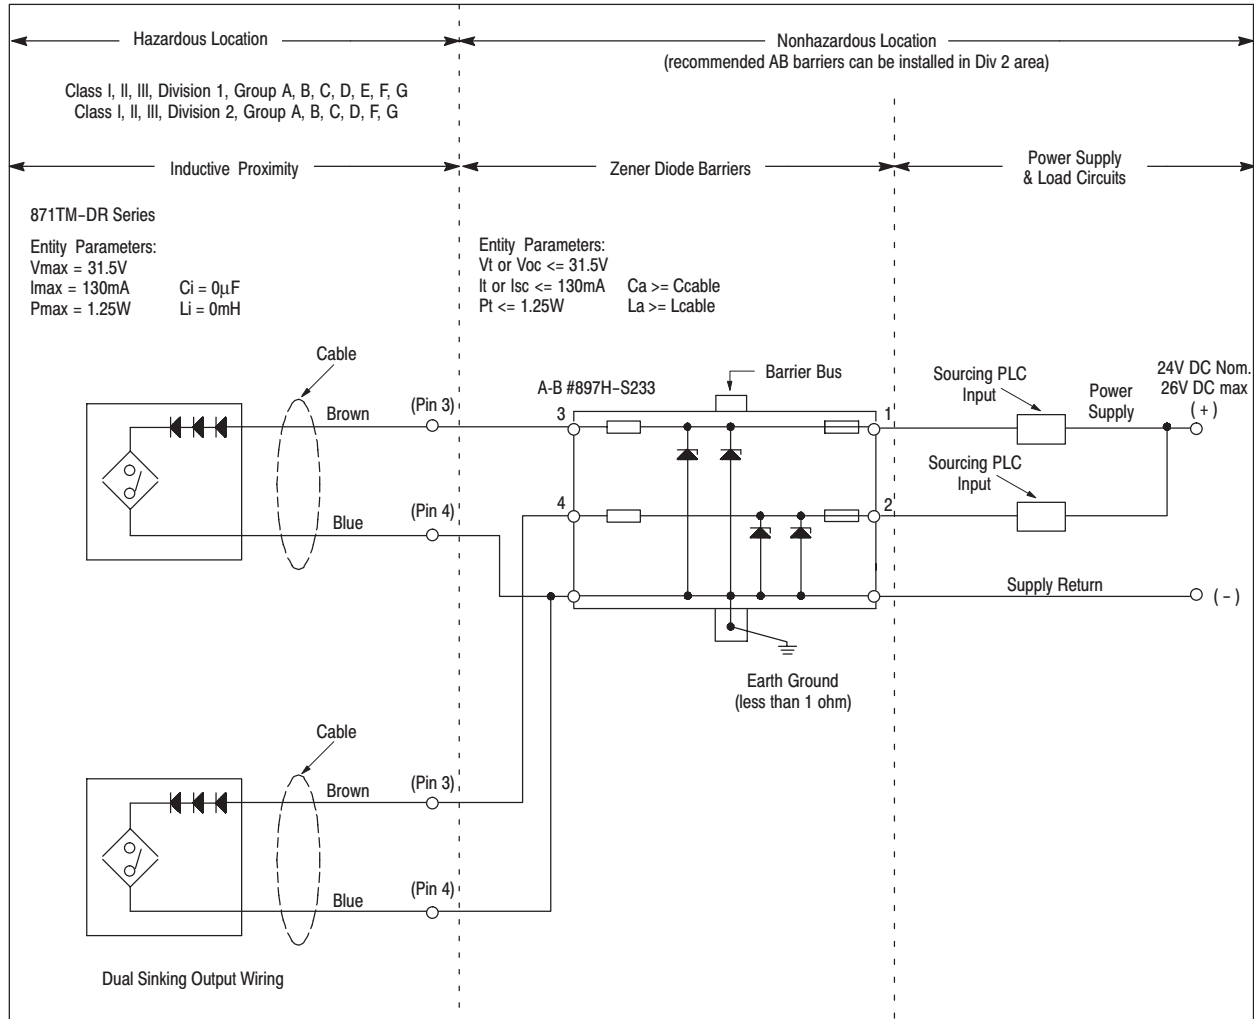 Hazardous Location
Nonhazardous Location
(recommended AB barriers can be installed in Div 2 area)
Class I, II, III, Division 1, Group A, B, C, D, E, F, G
Class I, II, III, Division 2, Group A, B, C, D, F, G
Inductive Proximity
Zener Diode Barriers
Power Supply
& Load Circuits
871TM-DR Series
Entity Parameters:
Vmax = 31.5V
Imax = 130mA Ci = 0µF
Pmax = 1.25W Li = 0mH
Entity Parameters:
Vt or Voc <= 31.5V
It or Isc <= 130mA Ca >= Ccable
Pt <= 1.25W La >= Lcable
Cable
Brown
(Pin 3)
Blue
(Pin 4)
A-B #897H-S233
Barrier Bus
3
1
4
2
Sourcing PLC
Input
Power
Supply
24V DC Nom.
26V DC max
(+)
Sourcing PLC
Input
Supply Return
(-)
Earth Ground
(less than 1 ohm)
Cable
Brown
(Pin 3)
Blue
(Pin 4)
Dual Sinking Output Wiring